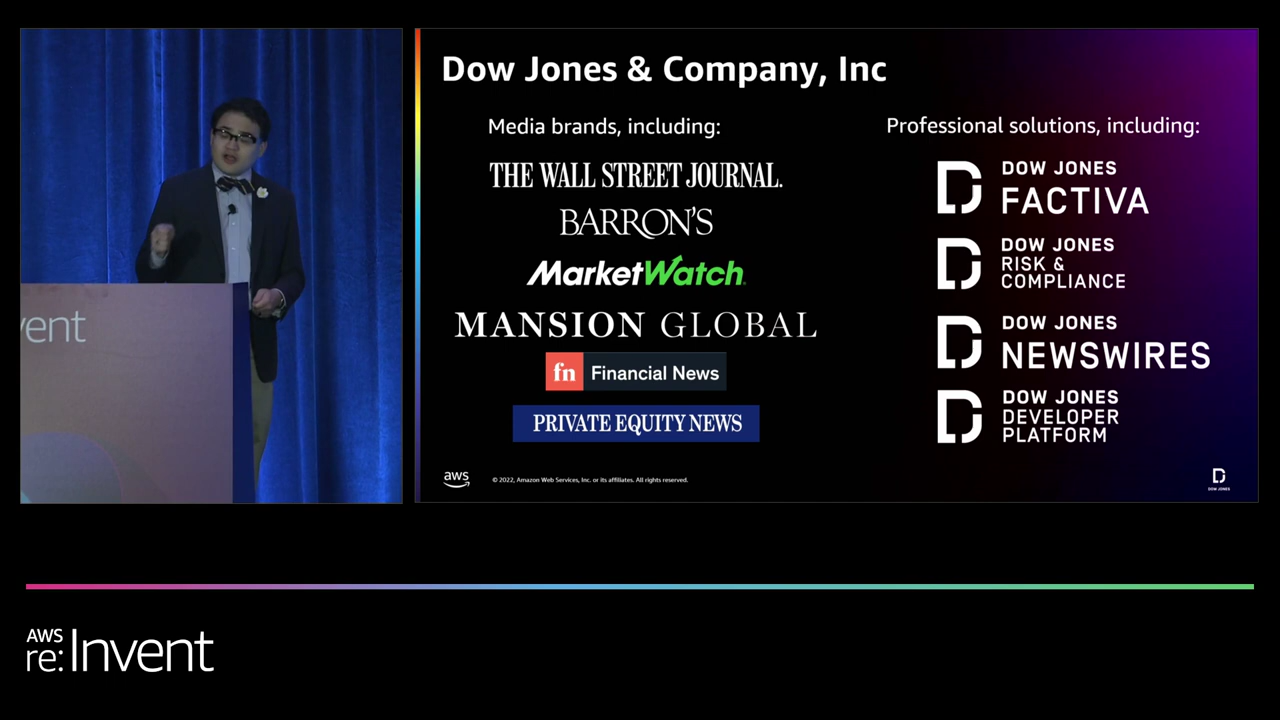 vent
Dow Jones & Company, Inc
Media brands, including:
THE WALL STREET JOURNAL.
BARRON'S
MarketWatch
MANSION GLOBAL
fn Financial News
PRIVATE EQUITY NEWS
Professional solutions, including:
DOW JONES
FACTIVA
DOW JONES
RISK &
COMPLIANCE
DOW JONES
NEWSWIRES
DOW JONES
DEVELOPER
PLATFORM
aws
© 2022, Amazon Web Services, Inc. or its affiliates. All rights reserved.
DOW JONES
AWS
re:Invent